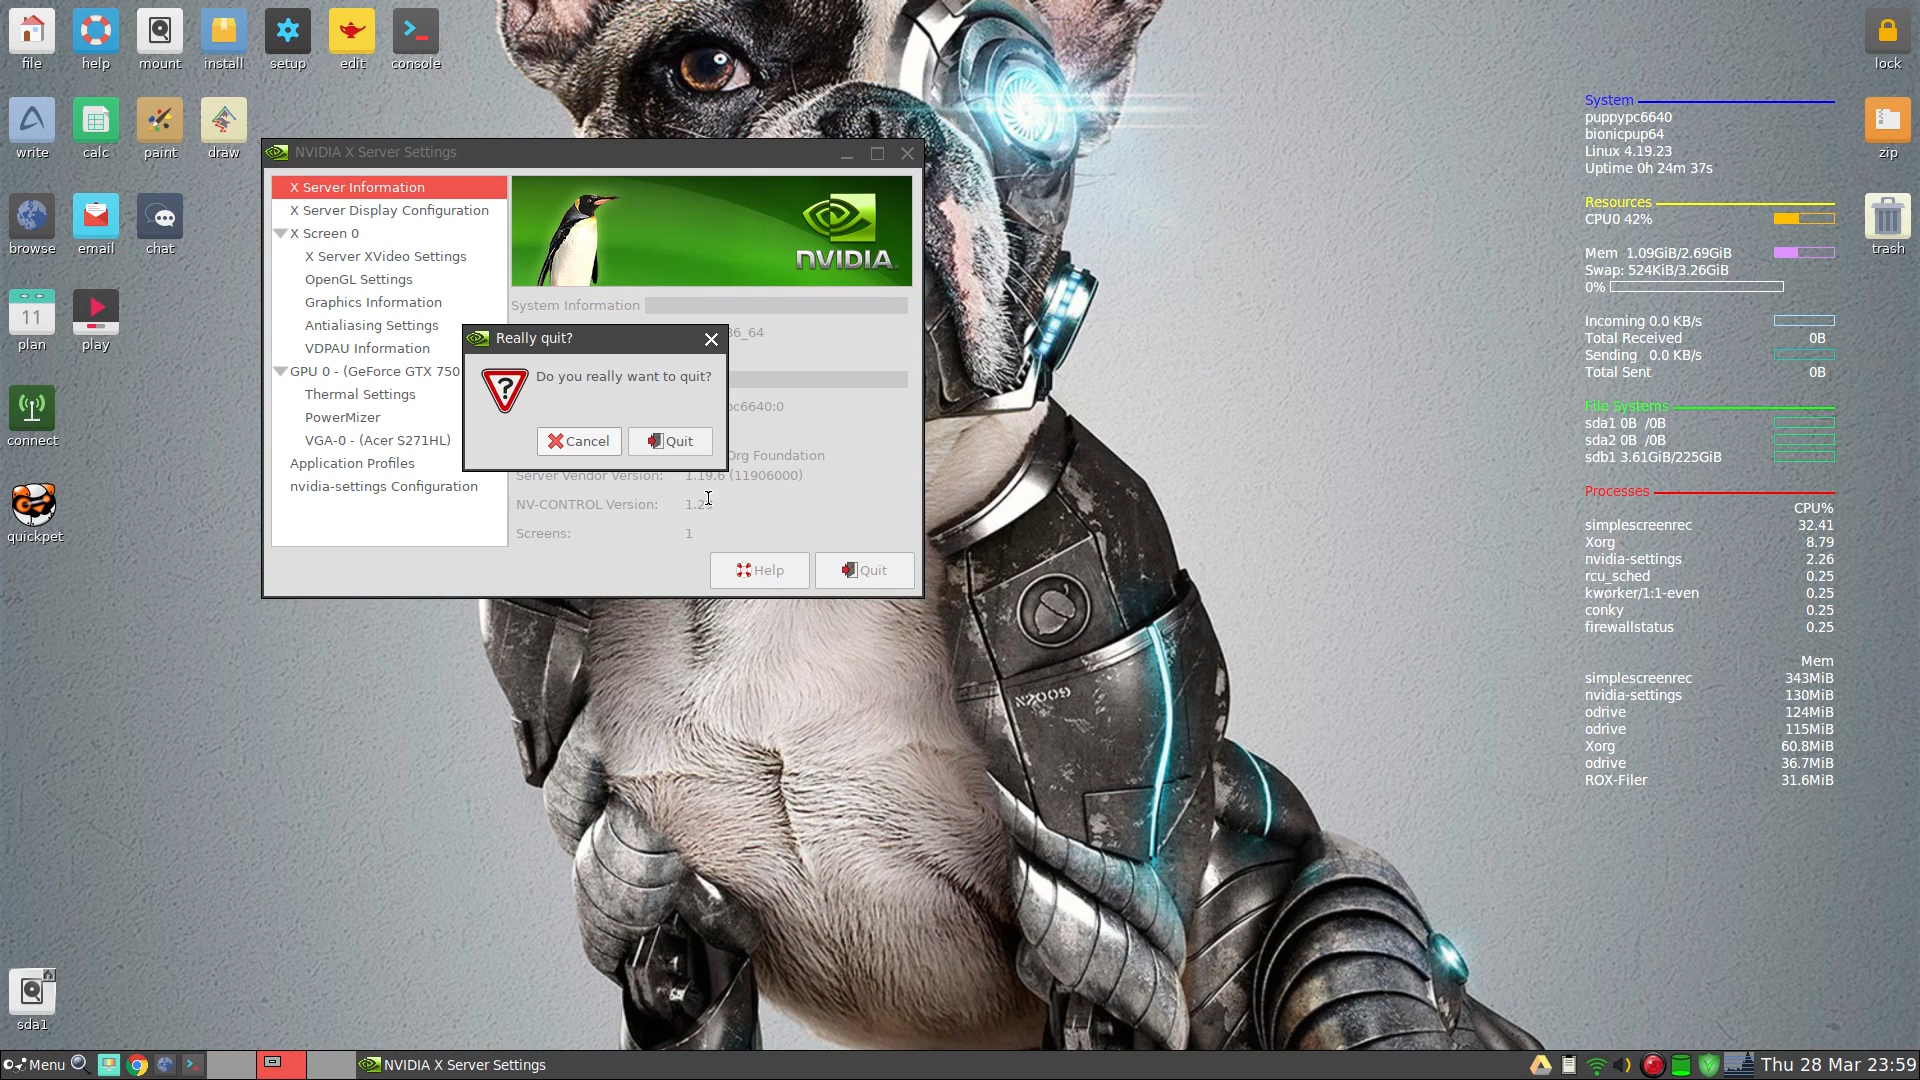 file
help
mount
install
setup
edit
console
lock
write
calc
paint
draw
zip
browse
email
chat
trash
11
plan
play
connect
quickpet
sda1
NVIDIA X Server Settings
X Server Information
X Server Display Configuration
X Screen 0
X Server XVideo Settings
OpenGL Settings
Graphics Information
Antialiasing Settings
VDPAU Information
GPU 0 - (GeForce GTX 750
Thermal Settings
PowerMizer
VGA-0 - (Acer S271HL)
Application Profiles
nvidia-settings Configuration
NVIDIA.
System Information
86_64
pc6640:0
Org Foundation
Server Vendor Version: 1.19.6 (11906000)
NV-CONTROL Version: 1.2
Screens: 1
Help
Quit
Really quit?
Do you really want to quit?
Cancel
Quit
N2009
System
puppypc6640
bionicpup64
Linux 4.19.23
Uptime 0h 24m 37s
Resources
CPU0 42%
Mem 1.09GiB/2.69GiB
Swap: 524KiB/3.26GiB
0%
Incoming 0.0 KB/s
Total Received 0B
Sending 0.0 KB/s
Total Sent 0B
File Systems
sda1 0B /0B
sda2 0B /0B
sdb1 3.61GiB/225GiB
Processes
CPU%
simplescreenrec 32.41
Xorg 8.79
nvidia-settings 2.26
rcu_sched 0.25
kworker/1:1-even 0.25
conky 0.25
firewallstatus 0.25
Mem
simplescreenrec 343MiB
nvidia-settings 130MiB
odrive 124MiB
odrive 115MiB
Xorg 60.8MiB
odrive 36.7MiB
ROX-Filer 31.6MiB
Menu
NVIDIA X Server Settings
Thu 28 Mar 23:59